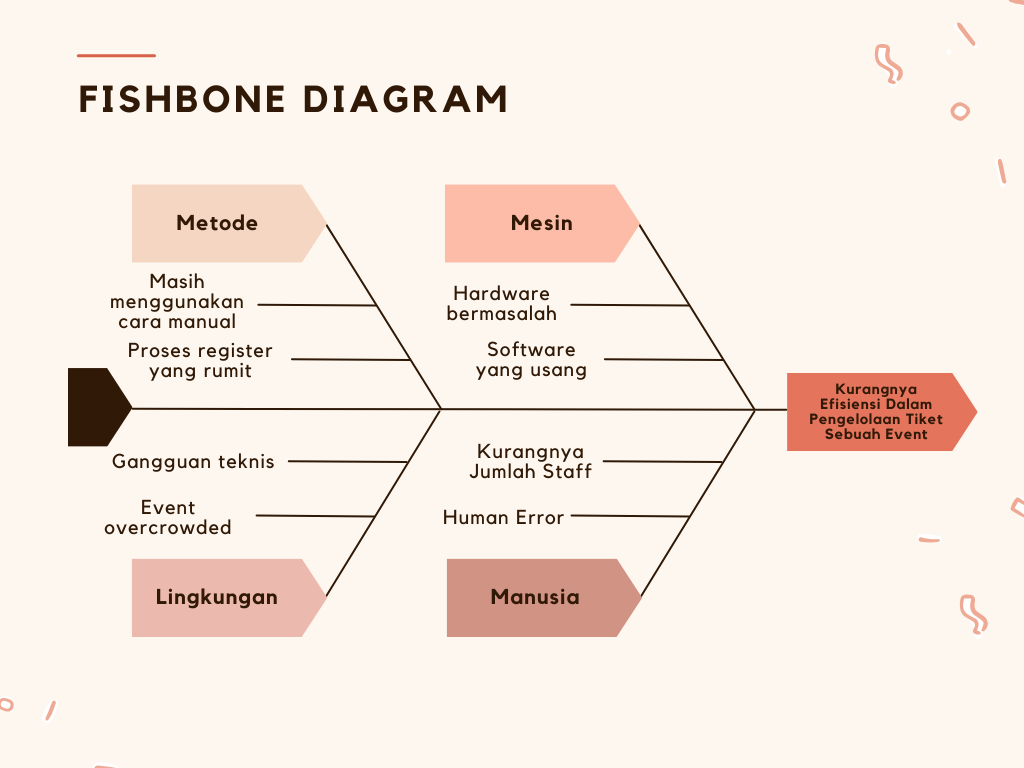 FISHBONE DIAGRAM
Metode
Masih
menggunakan
cara manual
Proses register
yang rumit
Mesin
Hardware
bermasalah
Software
yang usang
Kurangnya
Efisiensi Dalam
Pengelolaan Tiket
Sebuah Event
Gangguan teknis
Event
overcrowded
Lingkungan
Kurangnya
Jumlah Staff
Human Error
Manusia